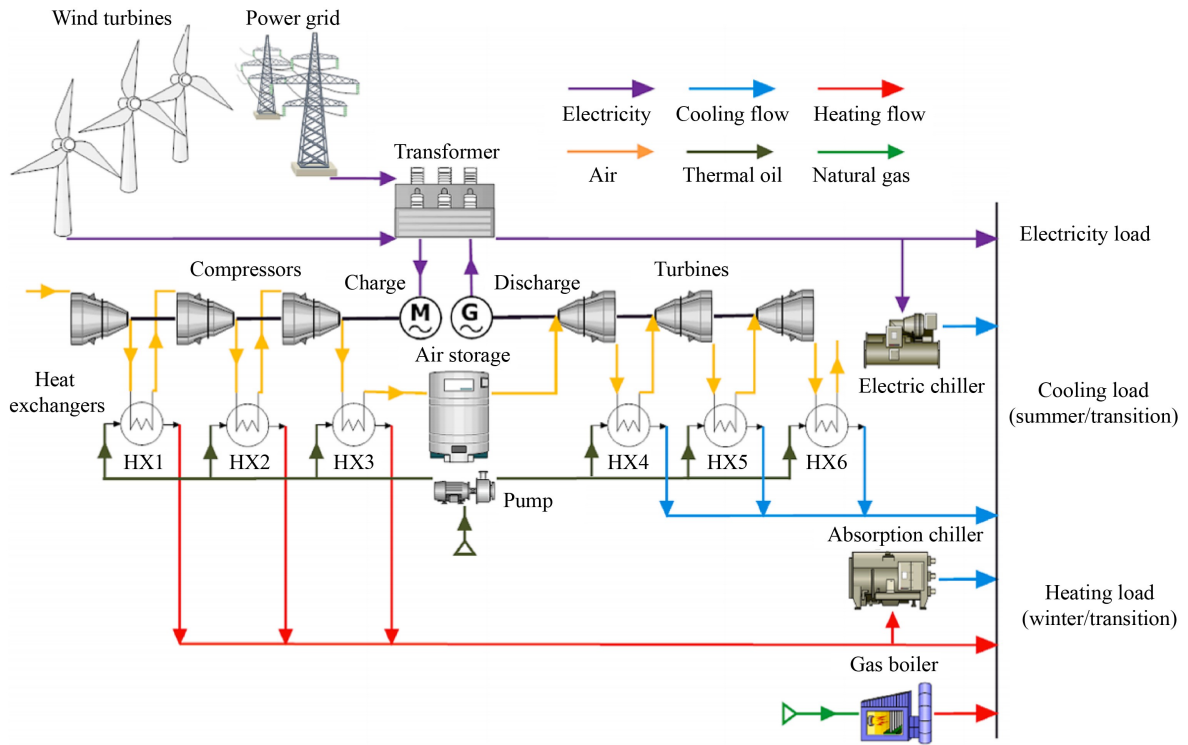 Wind turbines
Power grid
Electricity
Cooling flow
Heating flow
Air
Thermal oil
Natural gas
Transformer
Electricity load
Compressors
Charge
Discharge
Turbines
M
G
Air storage
Electric chiller
Heat
exchangers
Cooling load
(summer/transition)
HX1
HX2
HX3
HX4
HX5
HX6
Pump
Absorption chiller
Heating load
(winter/transition)
Gas boiler